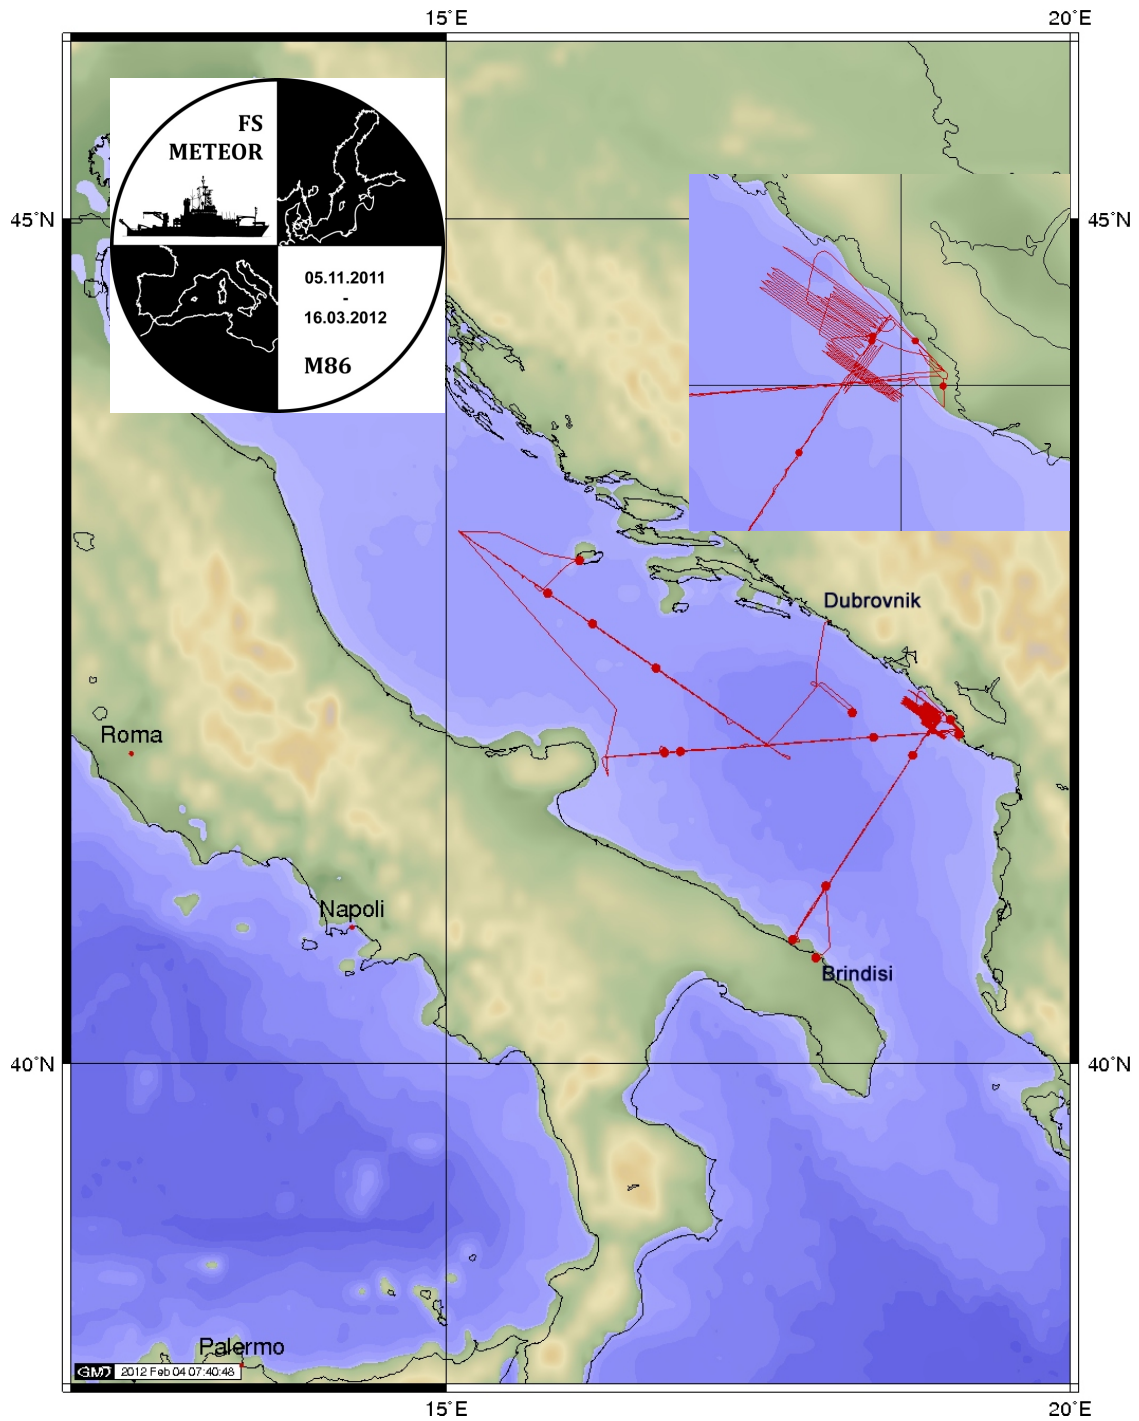 15°E
20°E
FS
METEOR
45°N
45°N
05.11.2011
-
16.03.2012
M86
Dubrovnik
Roma
Napoli
Brindisi
40°N
40°N
Palermo
GMT 2012 Feb 04 07:40:48
15°E
20°E